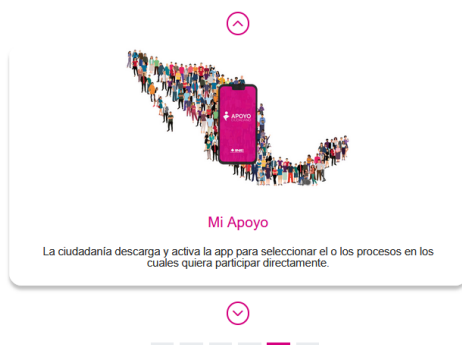 APOYO
Mi Apoyo
La ciudadanía descarga y activa la app para seleccionar el o los procesos en los
cuales quiera participar directamente.